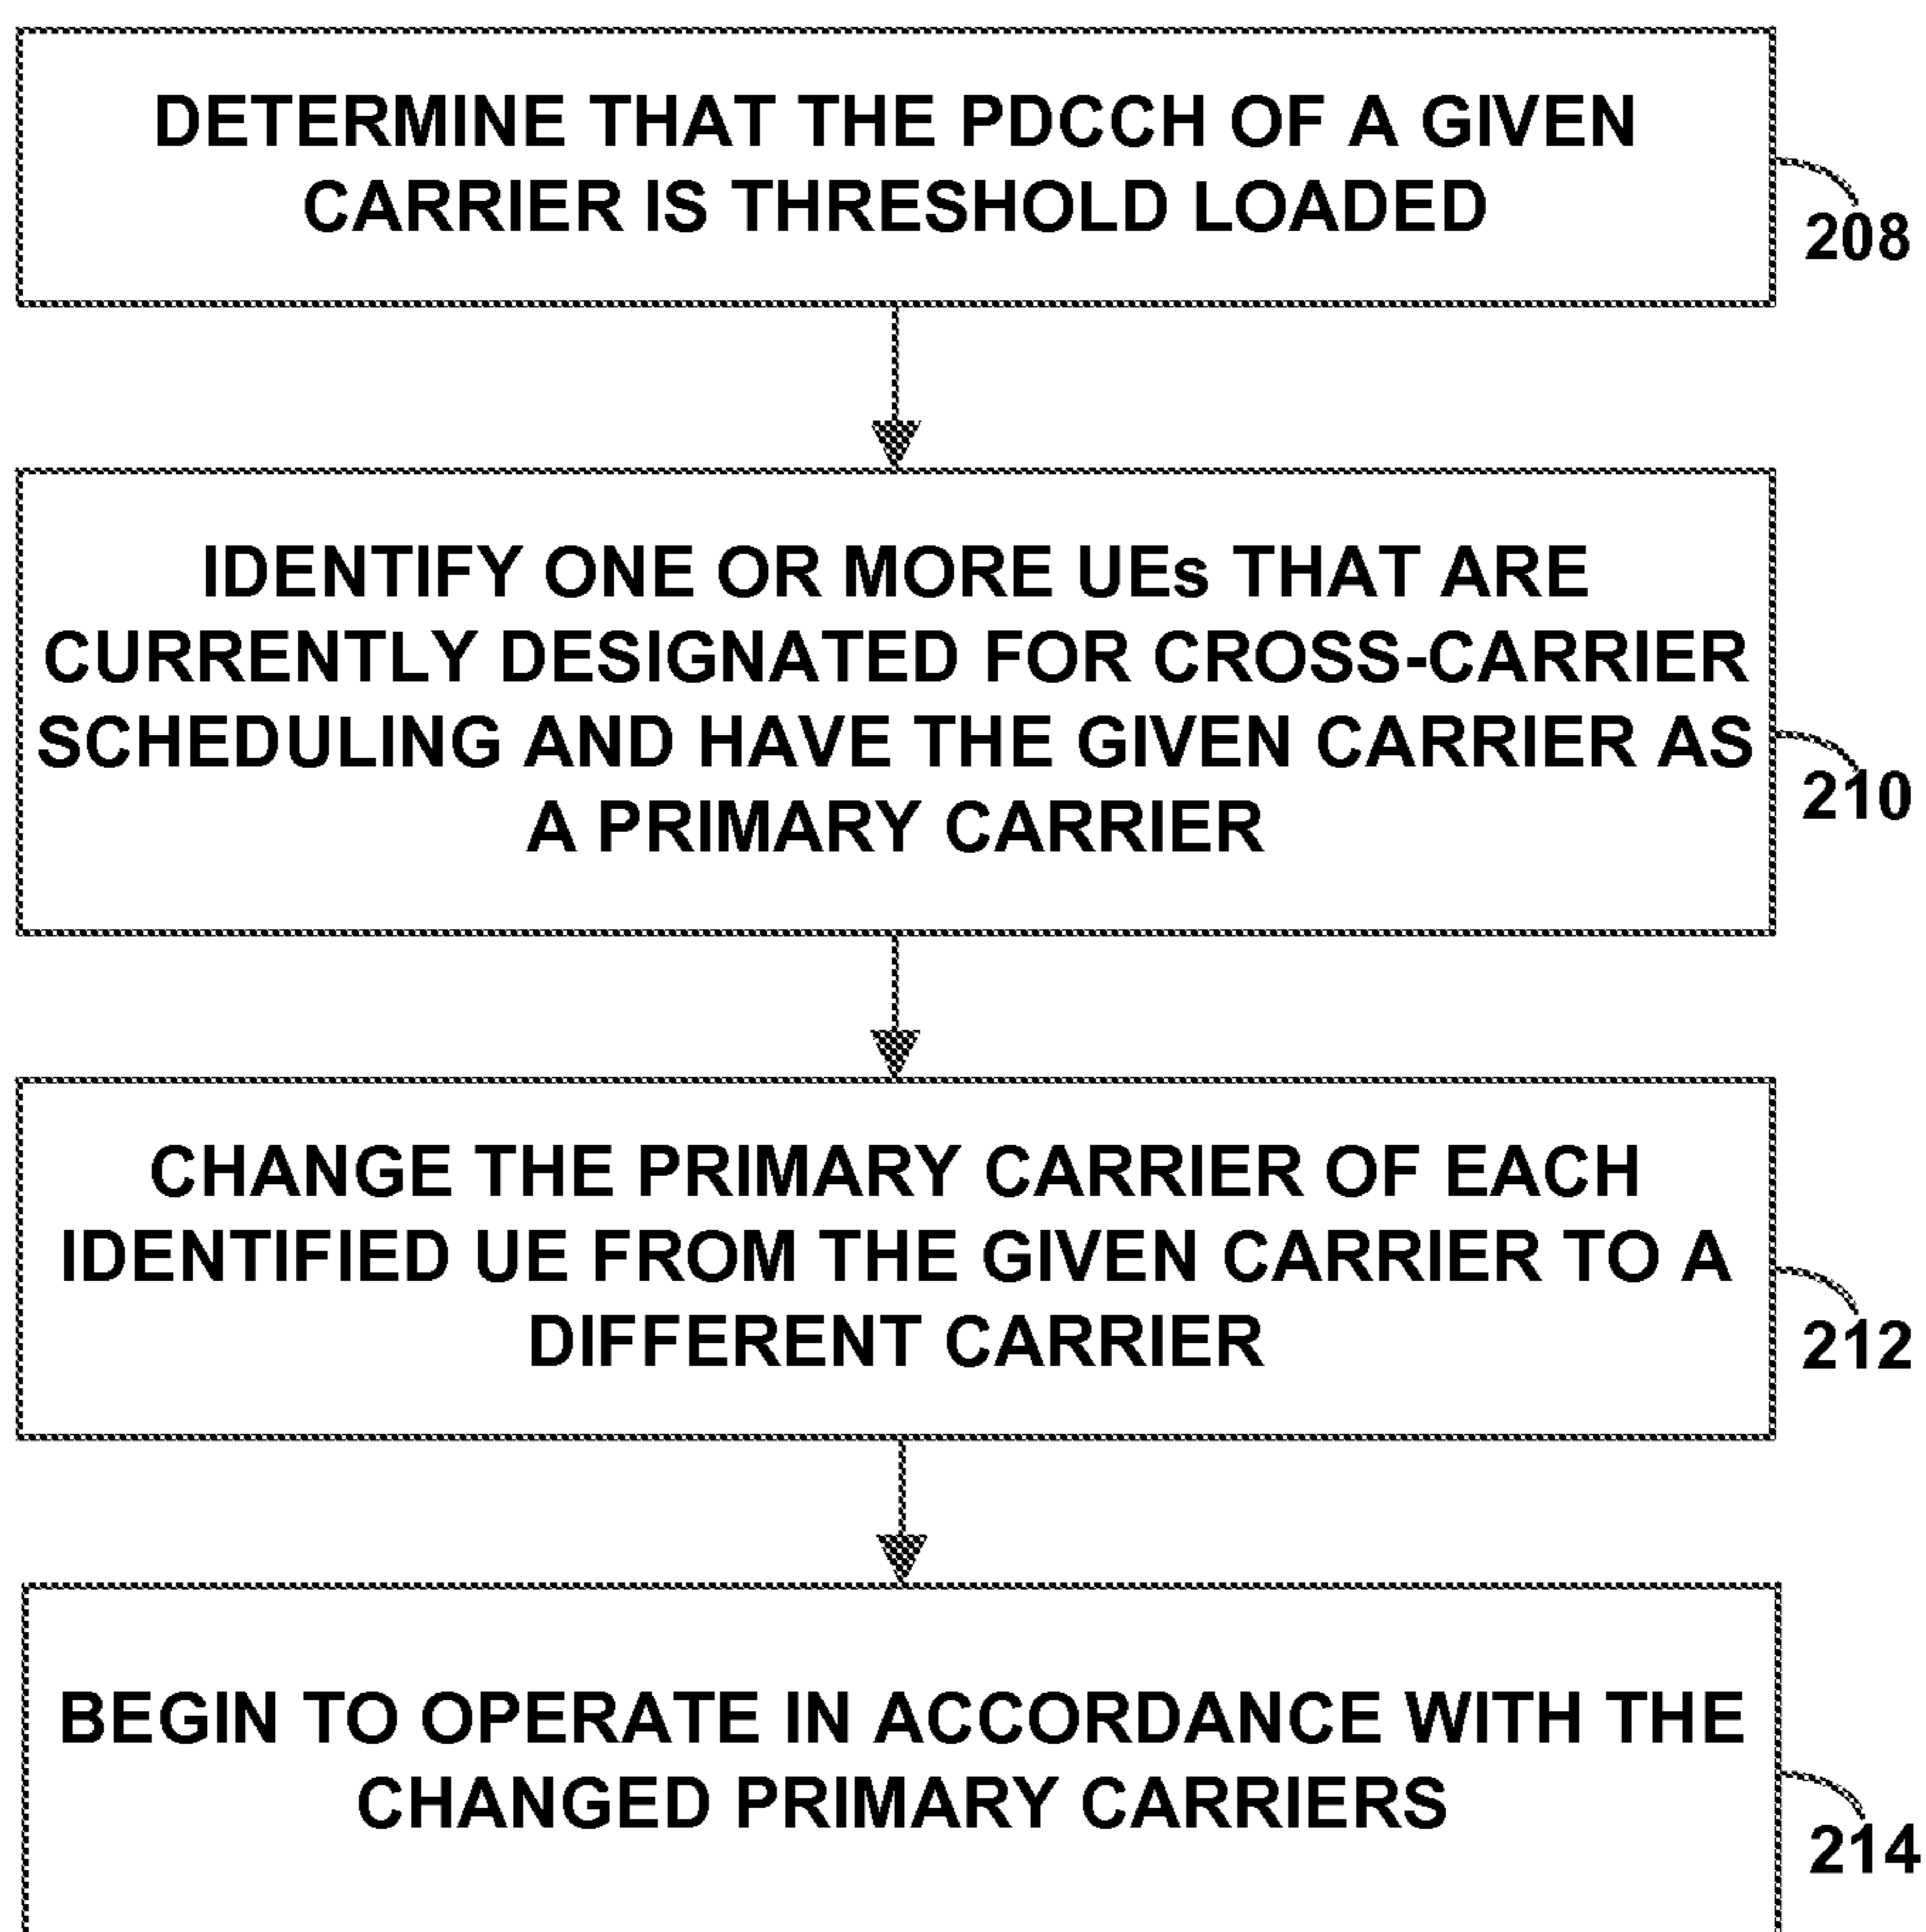 DETERMINE THAT THE PDCCH OF A GIVEN
CARRIER IS THRESHOLD LOADED
208
IDENTIFY ONE OR MORE UEs THAT ARE
CURRENTLY DESIGNATED FOR CROSS-CARRIER
SCHEDULING AND HAVE THE GIVEN CARRIER AS
A PRIMARY CARRIER
210
CHANGE THE PRIMARY CARRIER OF EACH
IDENTIFIED UE FROM THE GIVEN CARRIER TO A
DIFFERENT CARRIER
212
BEGIN TO OPERATE IN ACCORDANCE WITH THE
CHANGED PRIMARY CARRIERS
214